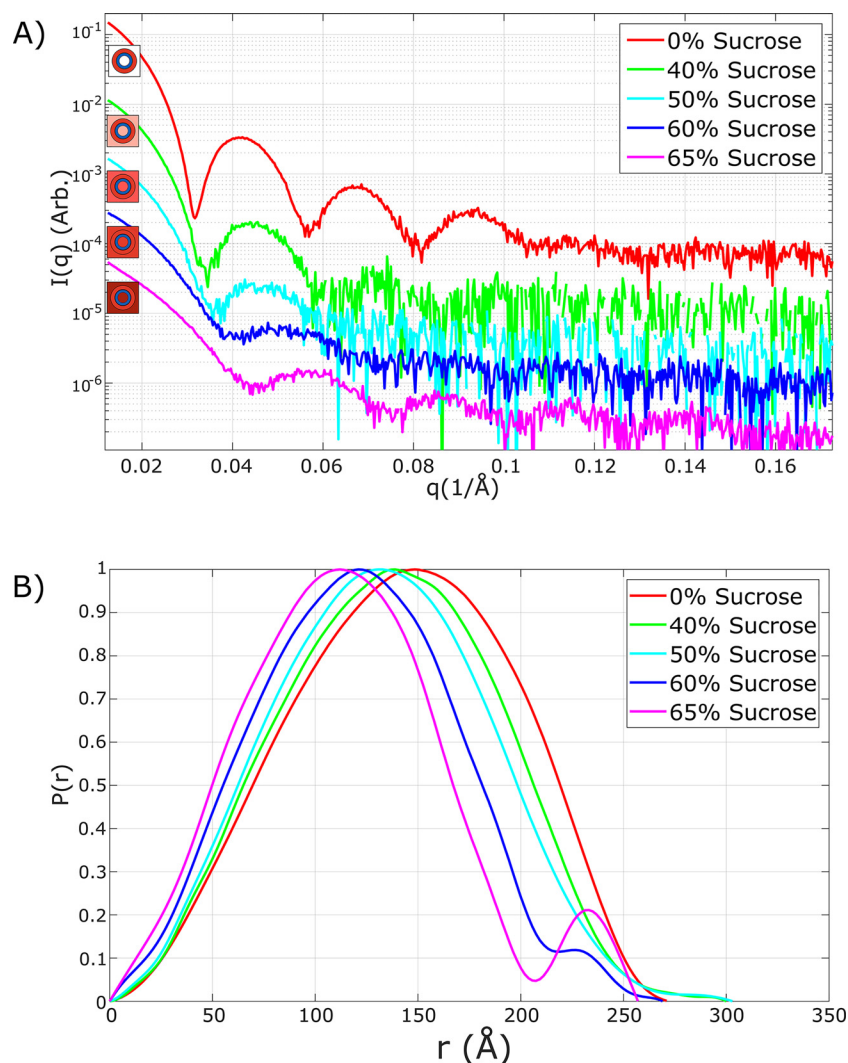 A)
10^-1
10^-2
10^-3
10^-4
10^-5
10^-6
I(q) (Arb.)
0% Sucrose
40% Sucrose
50% Sucrose
60% Sucrose
65% Sucrose
0.02 0.04 0.06 0.08 0.1 0.12 0.14 0.16
q(1/Å)
B)
1
0.9
0.8
0.7
0.6
0.5
0.4
0.3
0.2
0.1
0
P(r)
0% Sucrose
40% Sucrose
50% Sucrose
60% Sucrose
65% Sucrose
0 50 100 150 200 250 300 350
r (Å)